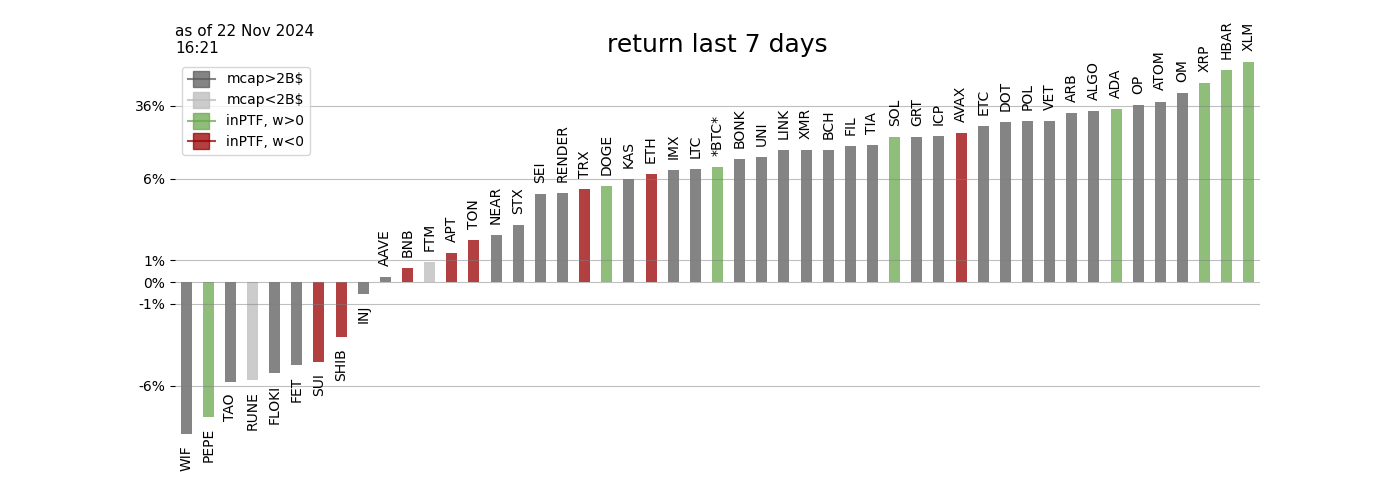 as of 22 Nov 2024
16:21
return last 7 days
mcap>2B$
mcap<2B$
inPTF, w>0
inPTF, w<0
36%
6%
1%
0%
-1%
-6%
WIF
PEPE
TAO
RUNE
FLOKI
FET
SUI
SHIB
INJ
AAVE
BNB
FTM
APT
TON
NEAR
STX
SEI
RENDER
TRX
DOGE
KAS
ETH
IMX
LTC
*BTC*
BONK
UNI
LINK
XMR
BCH
FIL
TIA
SOL
GRT
ICP
AVAX
ETC
DOT
POL
VET
ARB
ALGO
ADA
OP
ATOM
OM
XRP
HBAR
XLM